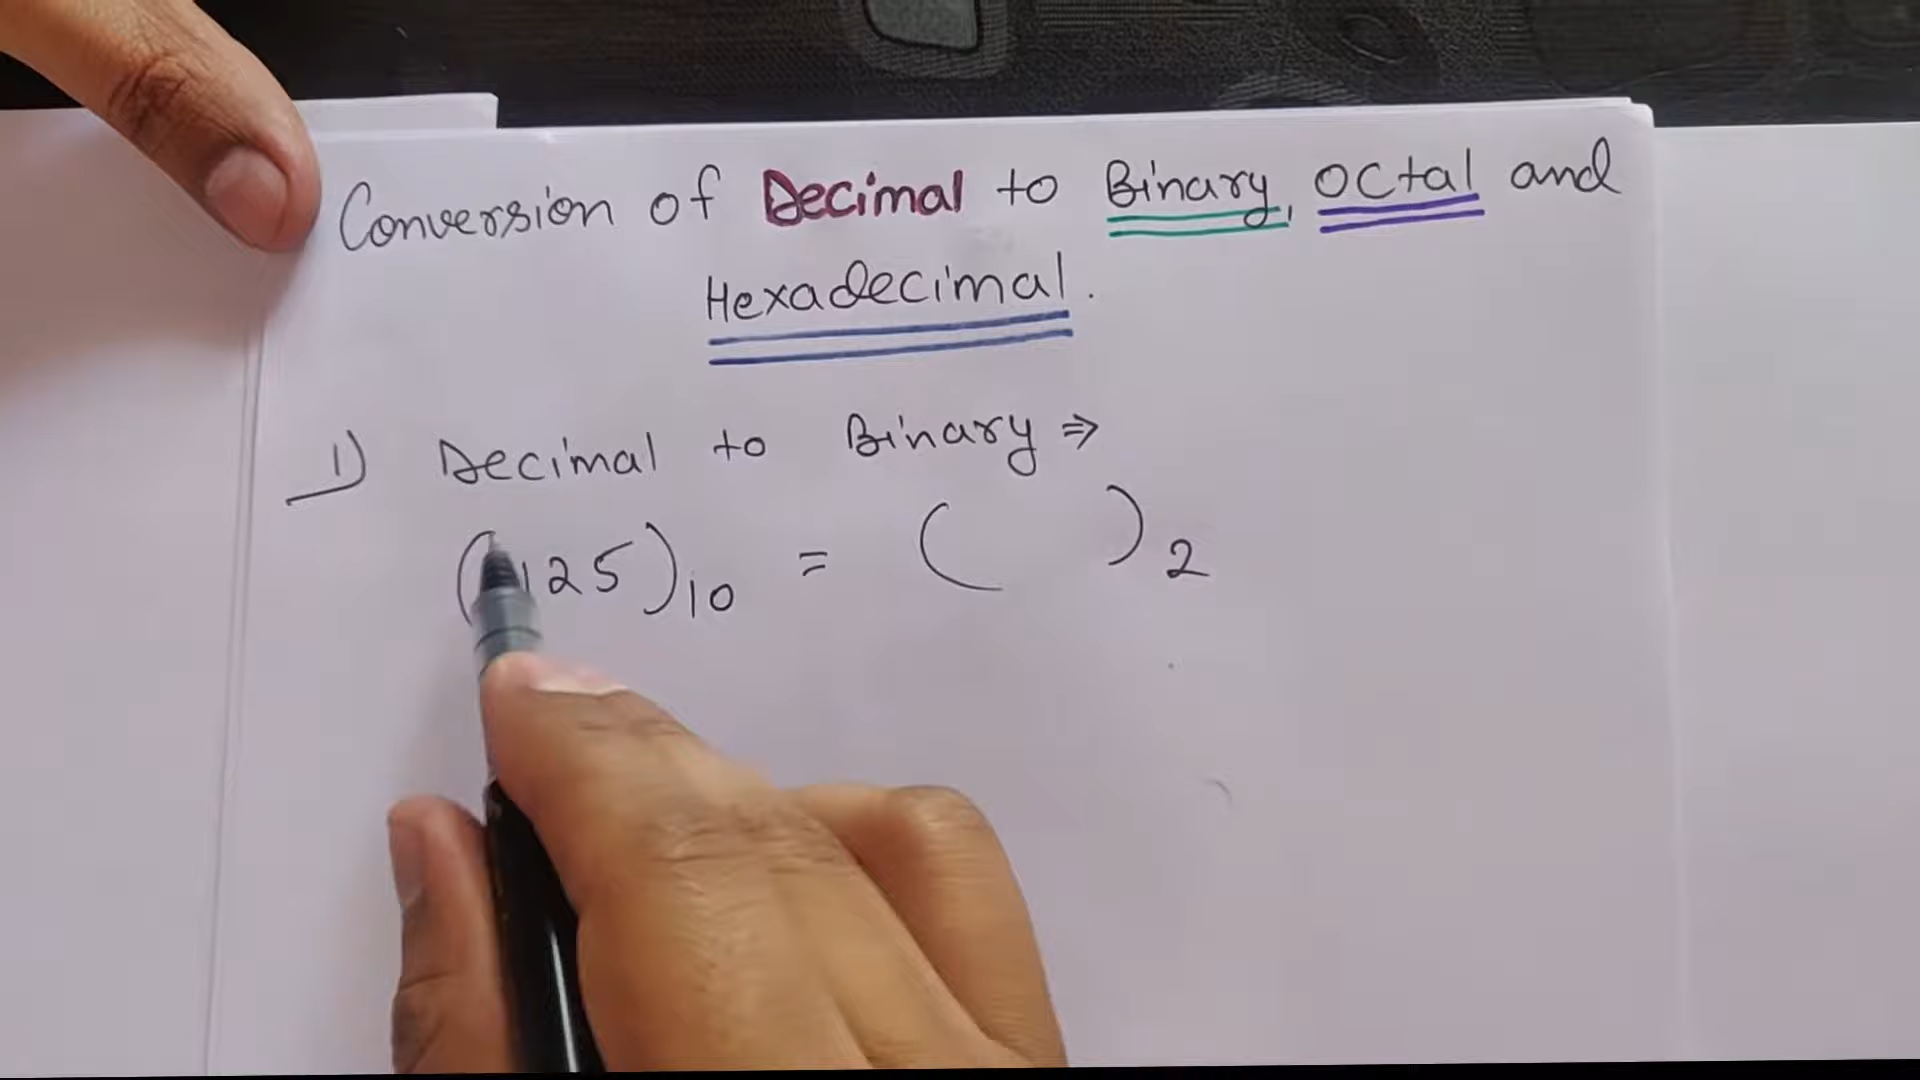 Conversion of Decimal to Binary, Octal and
Hexadecimal.
1) Decimal to Binary ⇒
(125)10 = ( )2